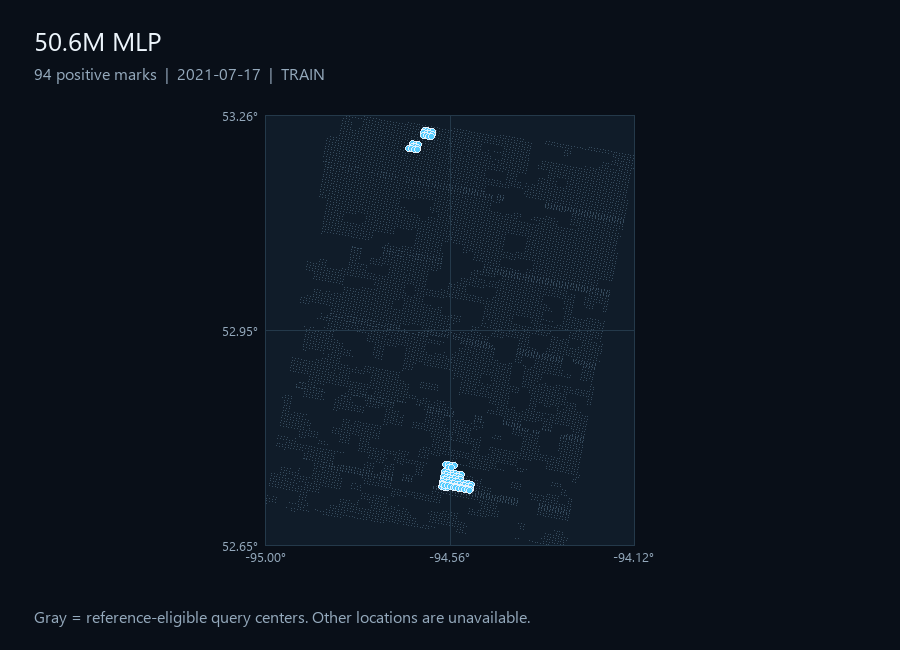 50.6M MLP
94 positive marks | 2021-07-17 | TRAIN
53.26°
52.95°
52.65°
-95.00° -94.56° -94.12°
Gray = reference-eligible query centers. Other locations are unavailable.